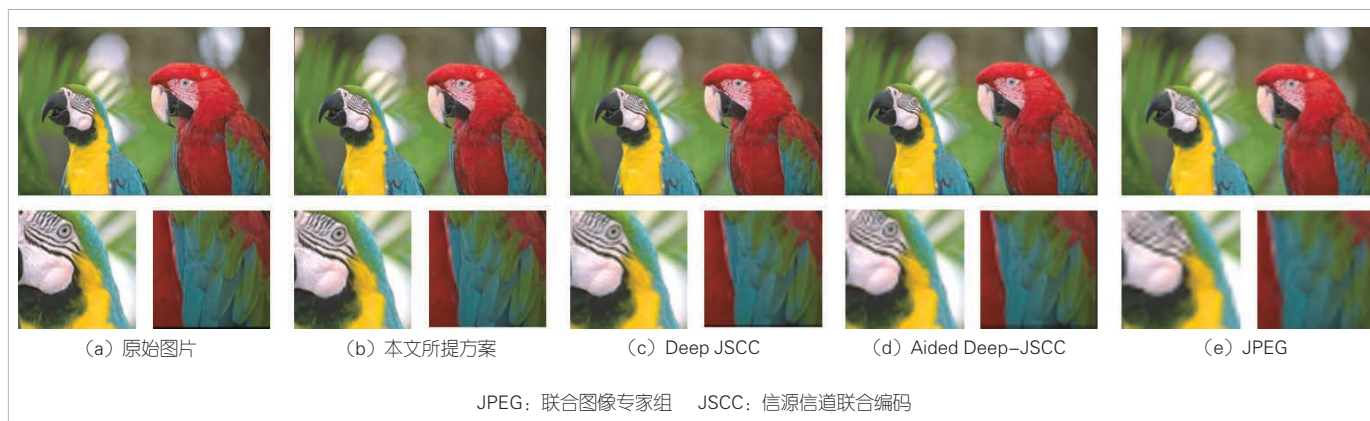 (a) 原始图片
(b) 本文所提方案
(c) Deep JSCC
(d) Aided Deep-JSCC
(e) JPEG
JPEG：联合图像专家组 JSCC：信源信道联合编码